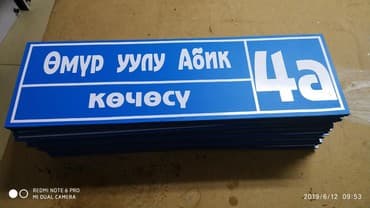 Өмүр уулу Абик
көчөсү
4а
REDMI NOTE 6 PRO
MI DUAL CAMERA
2019/6/12 09:53